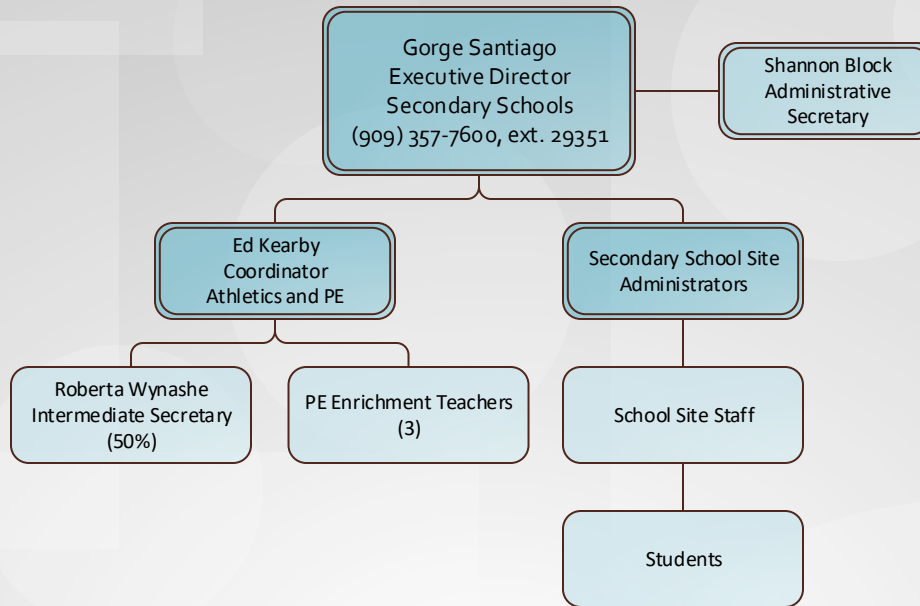 Gorge Santiago
Executive Director
Secondary Schools
(909) 357-7600, ext. 29351
Shannon Block
Administrative
Secretary
Ed Kearby
Coordinator
Athletics and PE
Secondary School Site
Administrators
Roberta Wynashe
Intermediate Secretary
(50%)
PE Enrichment Teachers
(3)
School Site Staff
Students